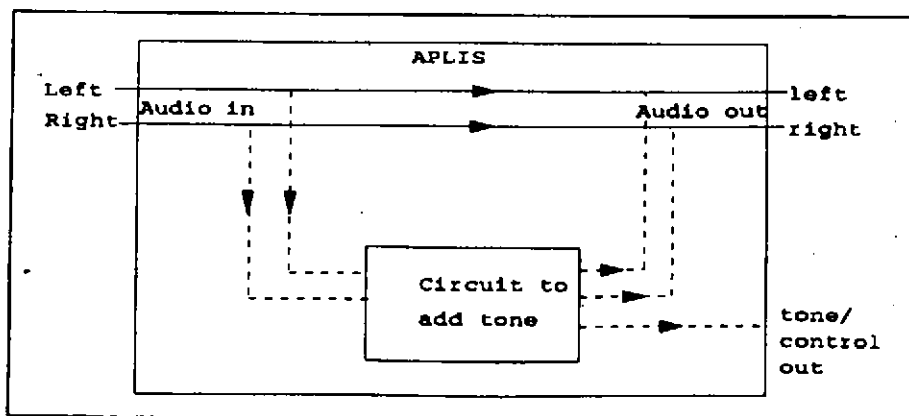 APLIS
Left
left
Audio in
Audio out
Right
right
Circuit to
add tone
tone/
control
out